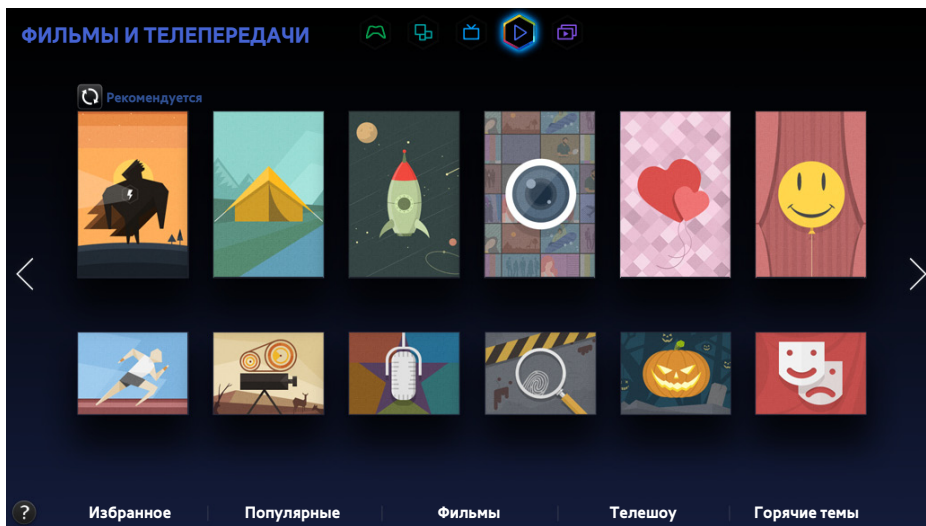 ФИЛЬМЫ И ТЕЛЕПЕРЕДАЧИ
Рекомендуется
? Избранное Популярные Фильмы Телешоу Горячие темы